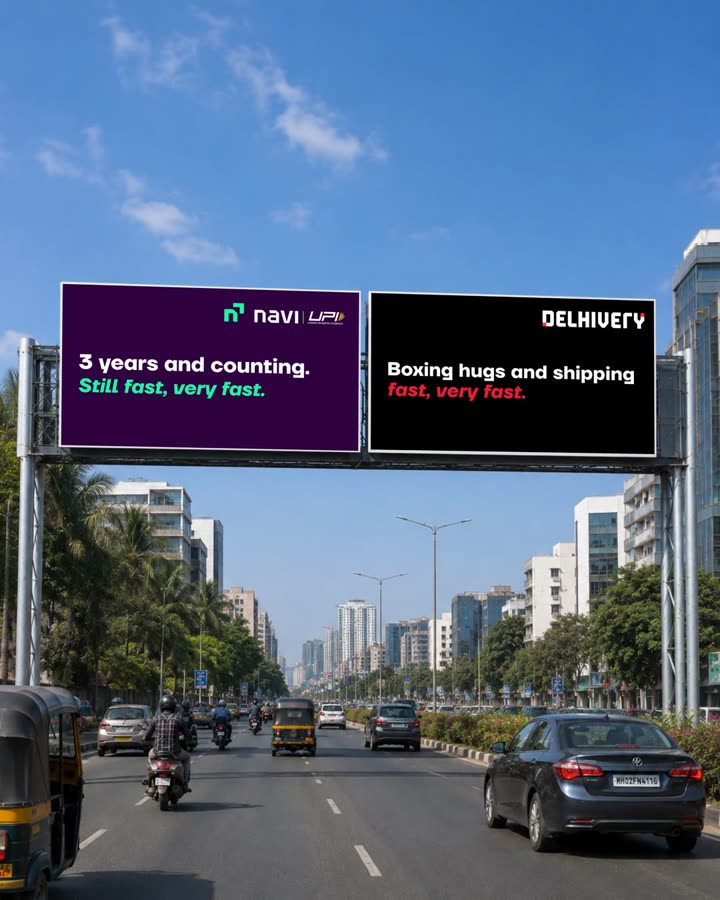 navi | UPI
3 years and counting.
Still fast, very fast.
DELHIVERY
Boxing hugs and shipping
fast, very fast.
MH02FN4116